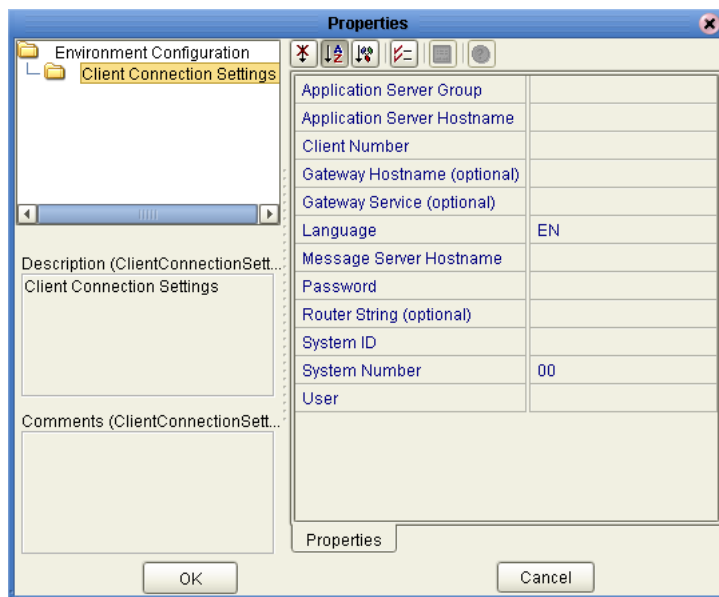 Properties
Environment Configuration
Client Connection Settings
Description (ClientConnectionSett...
Client Connection Settings
Comments (ClientConnectionSett...
Application Server Group
Application Server Hostname
Client Number
Gateway Hostname (optional)
Gateway Service (optional)
Language EN
Message Server Hostname
Password
Router String (optional)
System ID
System Number 00
User
Properties
OK Cancel